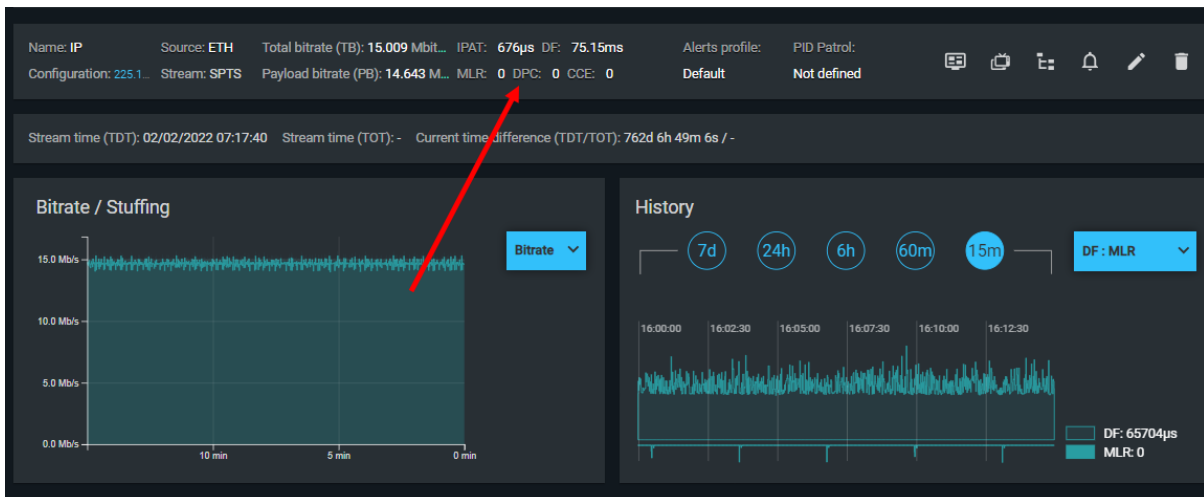 Name: IP Source: ETH Total bitrate (TB): 15.009 Mbit... IPAT: 676µs DF: 75.15ms Alerts profile: PID Patrol:
Configuration: 225.1... Stream: SPTS Payload bitrate (PB): 14.643 M... MLR: 0 DPC: 0 CCE: 0 Default Not defined
Stream time (TDT): 02/02/2022 07:17:40 Stream time (TOT): - Current time difference (TDT/TOT): 762d 6h 49m 6s / -
Bitrate / Stuffing
Bitrate
15.0 Mb/s
10.0 Mb/s
5.0 Mb/s
0.0 Mb/s
10 min 5 min 0 min
History
7d 24h 6h 60m 15m DF : MLR
16:00:00 16:02:30 16:05:00 16:07:30 16:10:00 16:12:30
DF: 65704µs
MLR: 0